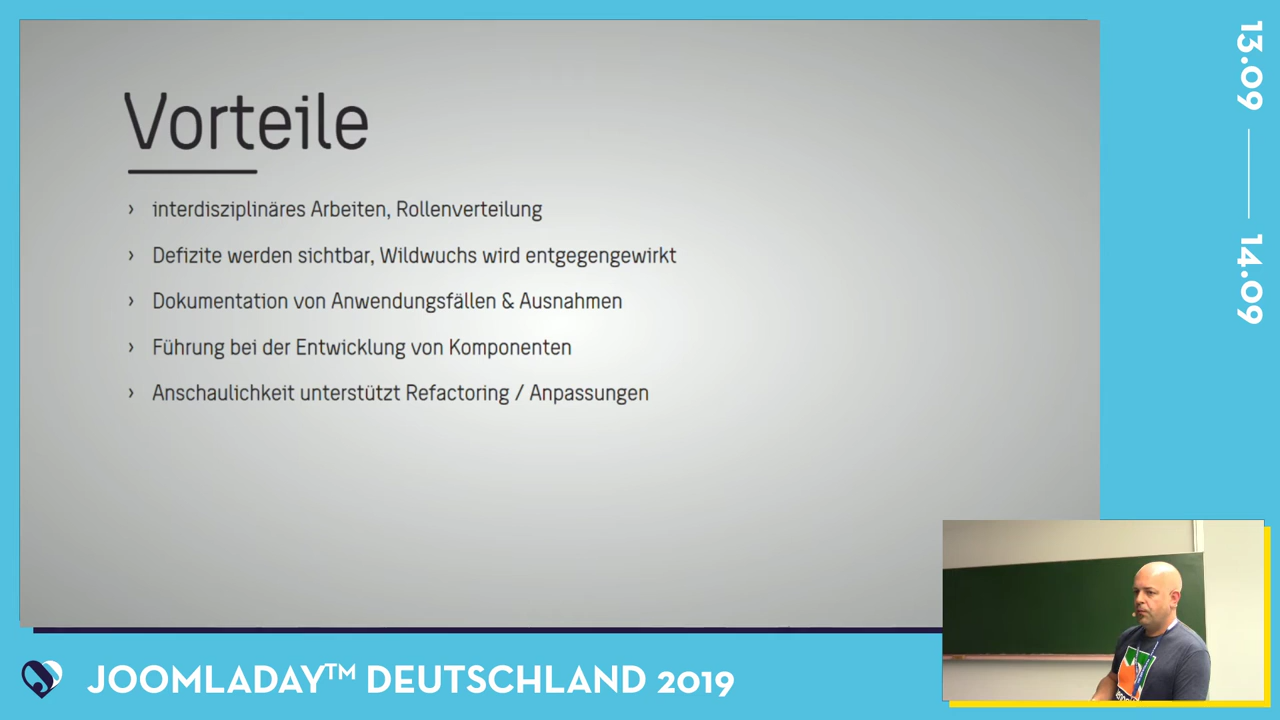 Vorteile
› interdisziplinäres Arbeiten, Rollenverteilung
› Defizite werden sichtbar, Wildwuchs wird entgegengewirkt
› Dokumentation von Anwendungsfällen & Ausnahmen
› Führung bei der Entwicklung von Komponenten
› Anschaulichkeit unterstützt Refactoring / Anpassungen
13.09
14.09
JOOMLADAY™ DEUTSCHLAND 2019